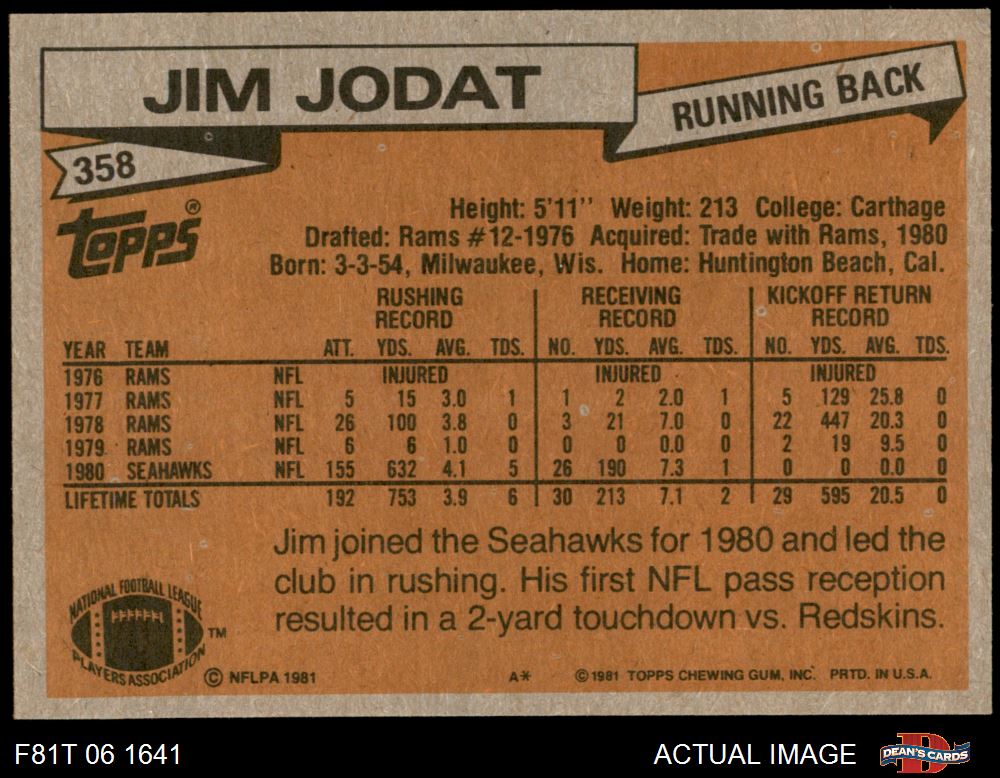 JIM JODAT
RUNNING BACK
358
Topps®
Height: 5'11'' Weight: 213 College: Carthage
Drafted: Rams #12-1976 Acquired: Trade with Rams, 1980
Born: 3-3-54, Milwaukee, Wis. Home: Huntington Beach, Cal.
RUSHING RECEIVING KICKOFF RETURN
RECORD RECORD RECORD
YEAR TEAM ATT. YDS. AVG. TDS. NO. YDS. AVG. TDS. NO. YDS. AVG. TDS.
1976 RAMS NFL INJURED INJURED INJURED
1977 RAMS NFL 5 15 3.0 1 1 2 2.0 1 5 129 25.8 0
1978 RAMS NFL 26 100 3.8 0 3 21 7.0 0 22 447 20.3 0
1979 RAMS NFL 6 6 1.0 0 0 0 0.0 0 2 19 9.5 0
1980 SEAHAWKS NFL 155 632 4.1 5 26 190 7.3 1 0 0 0.0 0
LIFETIME TOTALS 192 753 3.9 6 30 213 7.1 2 29 595 20.5 0
Jim joined the Seahawks for 1980 and led the
club in rushing. His first NFL pass reception
resulted in a 2-yard touchdown vs. Redskins.
NATIONAL FOOTBALL LEAGUE
PLAYERS ASSOCIATION
TM
© NFLPA 1981 A* ©1981 TOPPS CHEWING GUM, INC. PRTD. IN U.S.A.
F81T 06 1641 ACTUAL IMAGE DEAN'S CARDS